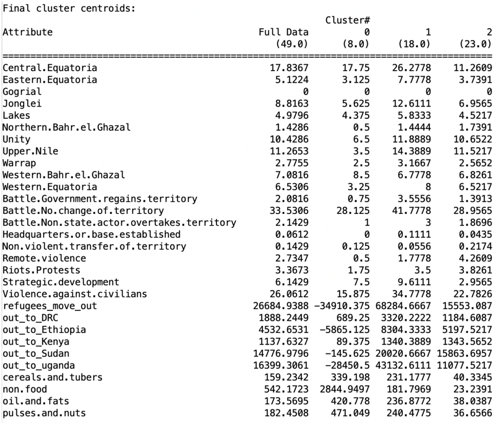 Final cluster centroids:
Cluster#
Attribute Full Data 0 1 2
(49.0) (8.0) (18.0) (23.0)
================================================================================
Central.Equatoria 17.8367 17.75 26.2778 11.2609
Eastern.Equatoria 5.1224 3.125 7.7778 3.7391
Gogrial 0 0 0 0
Jonglei 8.8163 5.625 12.6111 6.9565
Lakes 4.9796 4.375 5.8333 4.5217
Northern.Bahr.el.Ghazal 1.4286 0.5 1.4444 1.7391
Unity 10.4286 6.5 11.8889 10.6522
Upper.Nile 11.2653 3.5 14.3889 11.5217
Warrap 2.7755 2.5 3.1667 2.5652
Western.Bahr.el.Ghazal 7.0816 8.5 6.7778 6.8261
Western.Equatoria 6.5306 3.25 8 6.5217
Battle.Government.regains.territory 2.0816 0.75 3.5556 1.3913
Battle.No.change.of.territory 33.5306 28.125 41.7778 28.9565
Battle.Non.state.actor.overtakes.territory 2.1429 1 3 1.8696
Headquarters.or.base.established 0.0612 0 0.1111 0.0435
Non.violent.transfer.of.territory 0.1429 0.125 0.0556 0.2174
Remote.violence 2.7347 0.5 1.7778 4.2609
Riots.Protests 3.3673 1.75 3.5 3.8261
Strategic.development 6.1429 7.5 9.6111 2.9565
Violence.against.civilians 26.0612 15.875 34.7778 22.7826
refugees_move_out 26684.9388 -34910.375 68284.6667 15553.087
out_to_DRC 1888.2449 689.25 3320.2222 1184.6087
out_to_Ethiopia 4532.6531 -5865.125 8304.3333 5197.5217
out_to_Kenya 1137.6327 89.375 1340.3889 1343.5652
out_to_Sudan 14776.9796 -145.625 20020.6667 15863.6957
out_to_uganda 16399.3061 -28450.5 43132.6111 11077.5217
cereals.and.tubers 159.2342 339.198 231.1777 40.3345
non.food 542.1723 2844.9497 181.7969 23.2391
oil.and.fats 173.5695 420.778 236.8772 38.0387
pulses.and.nuts 182.4508 471.049 240.4775 36.6566